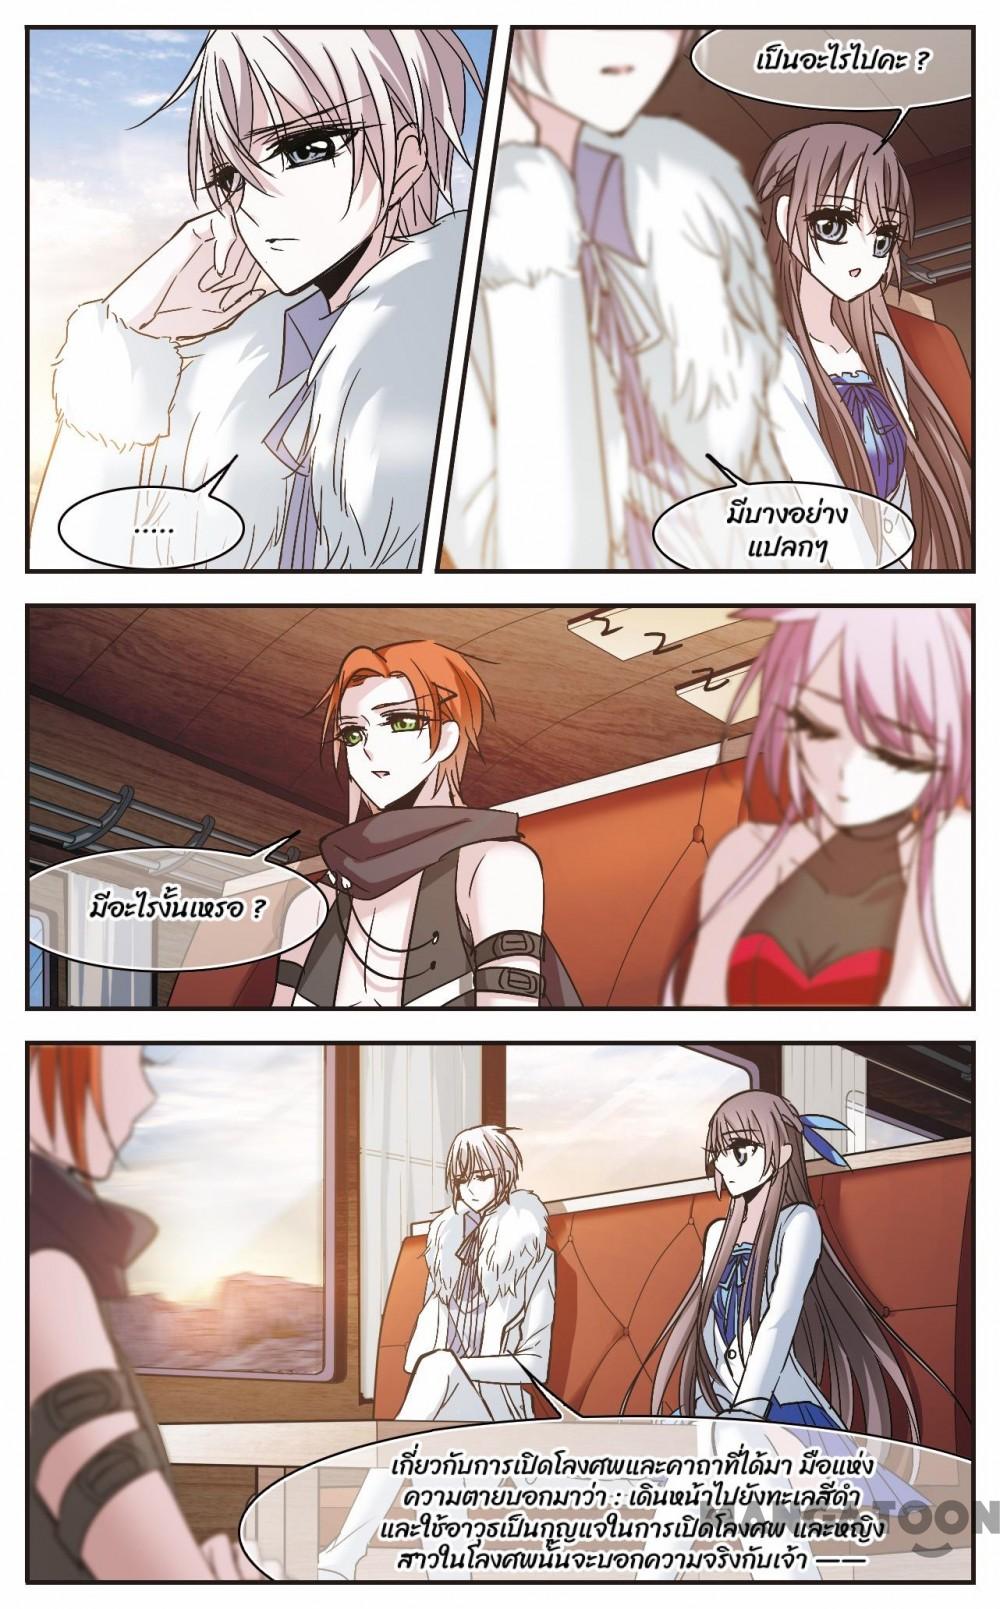 เป็นอะไรไปคะ ?
.....
มีบางอย่าง
แปลกๆ
Z Z Z
มีอะไรงั้นเหรอ ?
เกี่ยวกับการเปิดโลงศพและคาถาที่ได้มา มือแห่ง
ความตายบอกมาว่า : เดินหน้าไปยังทะเลสีดำ
และใช้อาวุธเป็นกุญแจในการเปิดโลงศพ และหญิง
สาวในโลงศพนั้นจะบอกความจริงกับเจ้า ——
MANGATOON